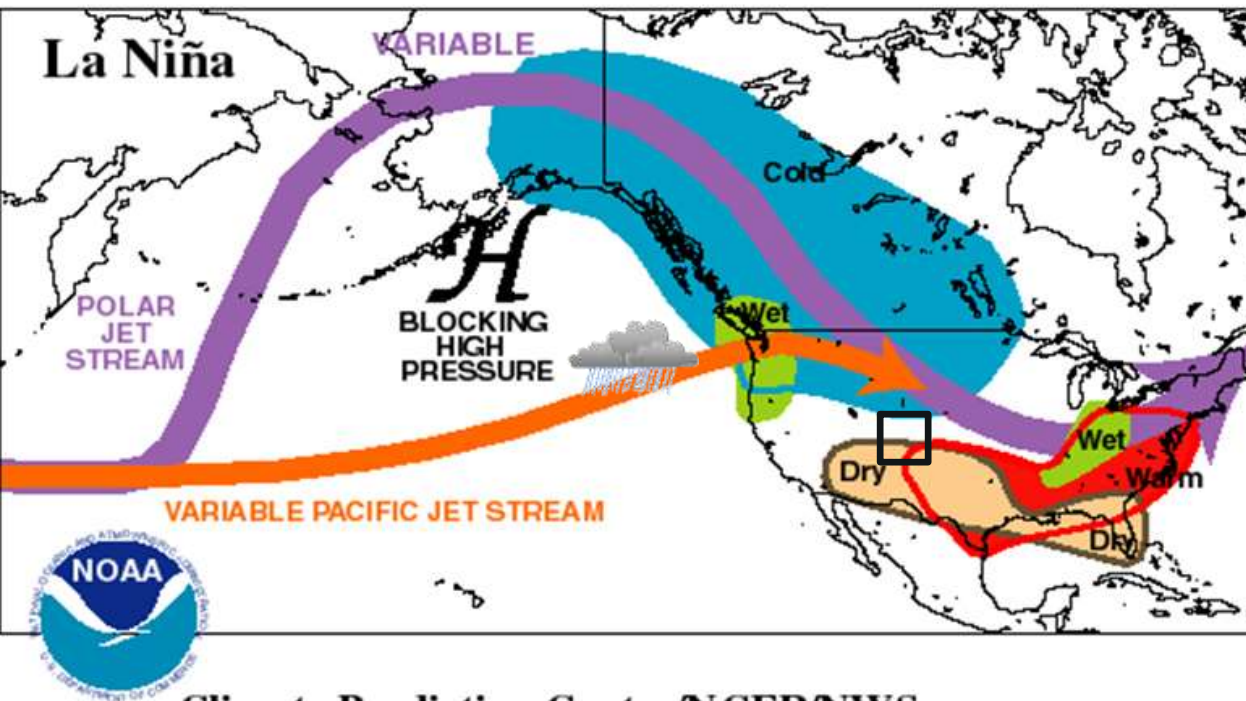 La Niña
VARIABLE
Cold
POLAR
JET
STREAM
H
BLOCKING
HIGH
PRESSURE
Wet
Wet
Dry
Warm
Dry
VARIABLE PACIFIC JET STREAM
NOAA